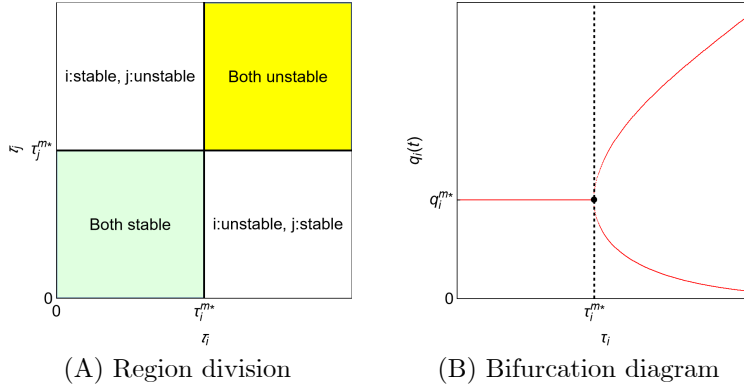 i:stable, j:unstable
Both unstable
τj
τj^m*
Both stable
i:unstable, j:stable
0
0
τi^m*
τi
(A) Region division
qi(t)
qi^m*
0
τi^m*
τi
(B) Bifurcation diagram